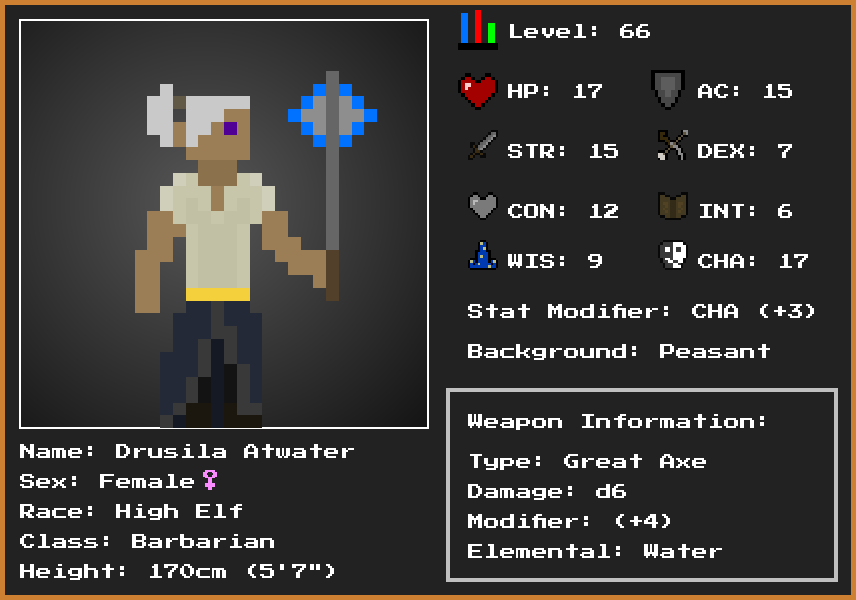 Level: 66
HP: 17 AC: 15
STR: 15 DEX: 7
CON: 12 INT: 6
WIS: 9 CHA: 17
Stat Modifier: CHA (+3)
Background: Peasant
Weapon Information:
Type: Great Axe
Damage: d6
Modifier: (+4)
Elemental: Water
Name: Drusila Atwater
Sex: Female♀
Race: High Elf
Class: Barbarian
Height: 170cm (5'7")